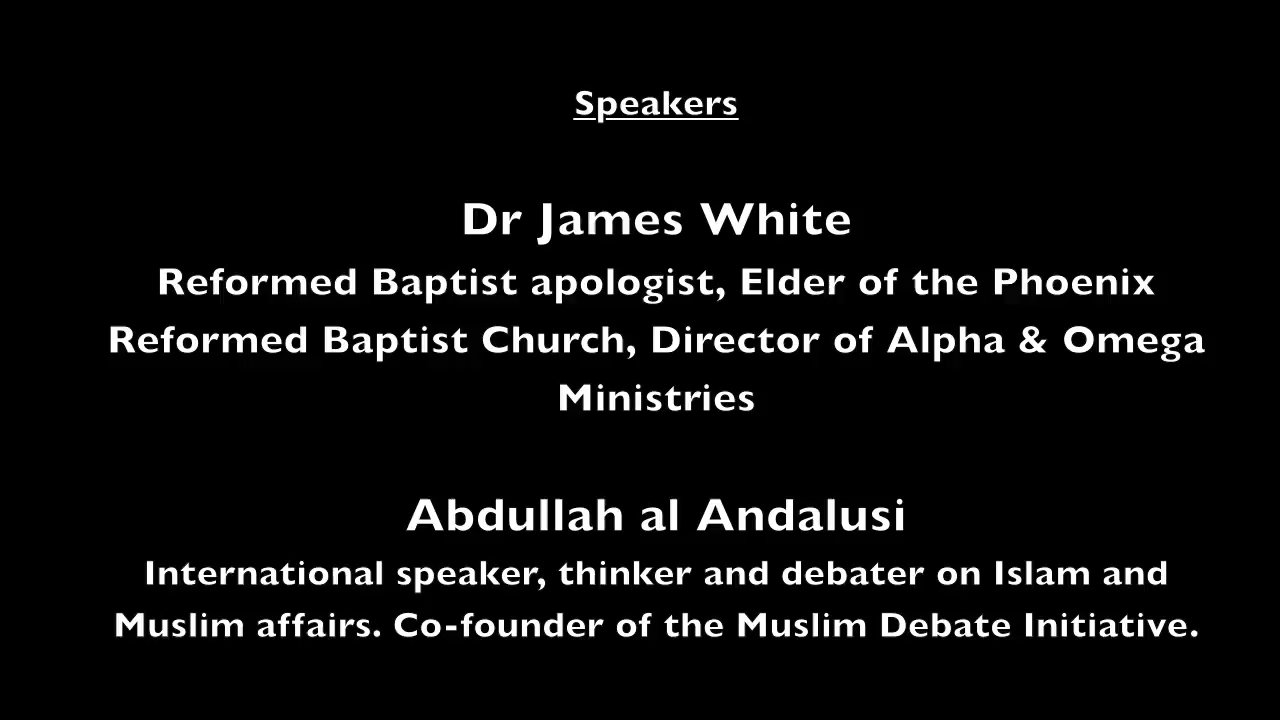 Speakers
Dr James White
Reformed Baptist apologist, Elder of the Phoenix
Reformed Baptist Church, Director of Alpha & Omega
Ministries
Abdullah al Andalusi
International speaker, thinker and debater on Islam and
Muslim affairs. Co-founder of the Muslim Debate Initiative.